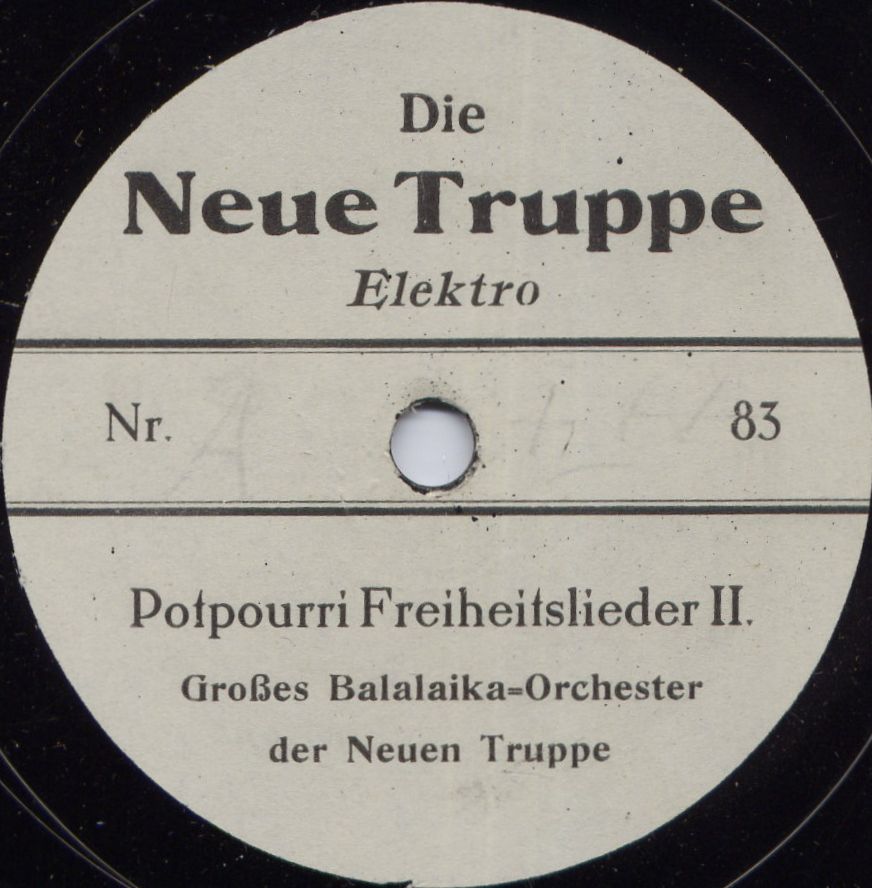 Die
Neue Truppe
Elektro
Nr. 83
Potpourri Freiheitslieder II.
Großes Balalaika=Orchester
der Neuen Truppe